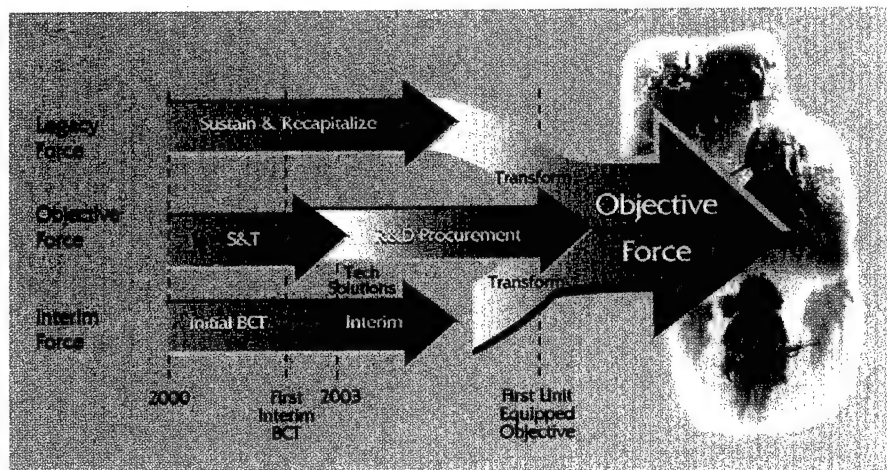 Legacy
Force
Sustain & Recapitalize
Transform
Objective
Force
S&T
R&D Procurement
Objective
Force
Tech
Solutions
Transform
Interim
Force
Initial BCT
Interim
2000
First
Interim
BCT
2003
First Unit
Equipped
Objective